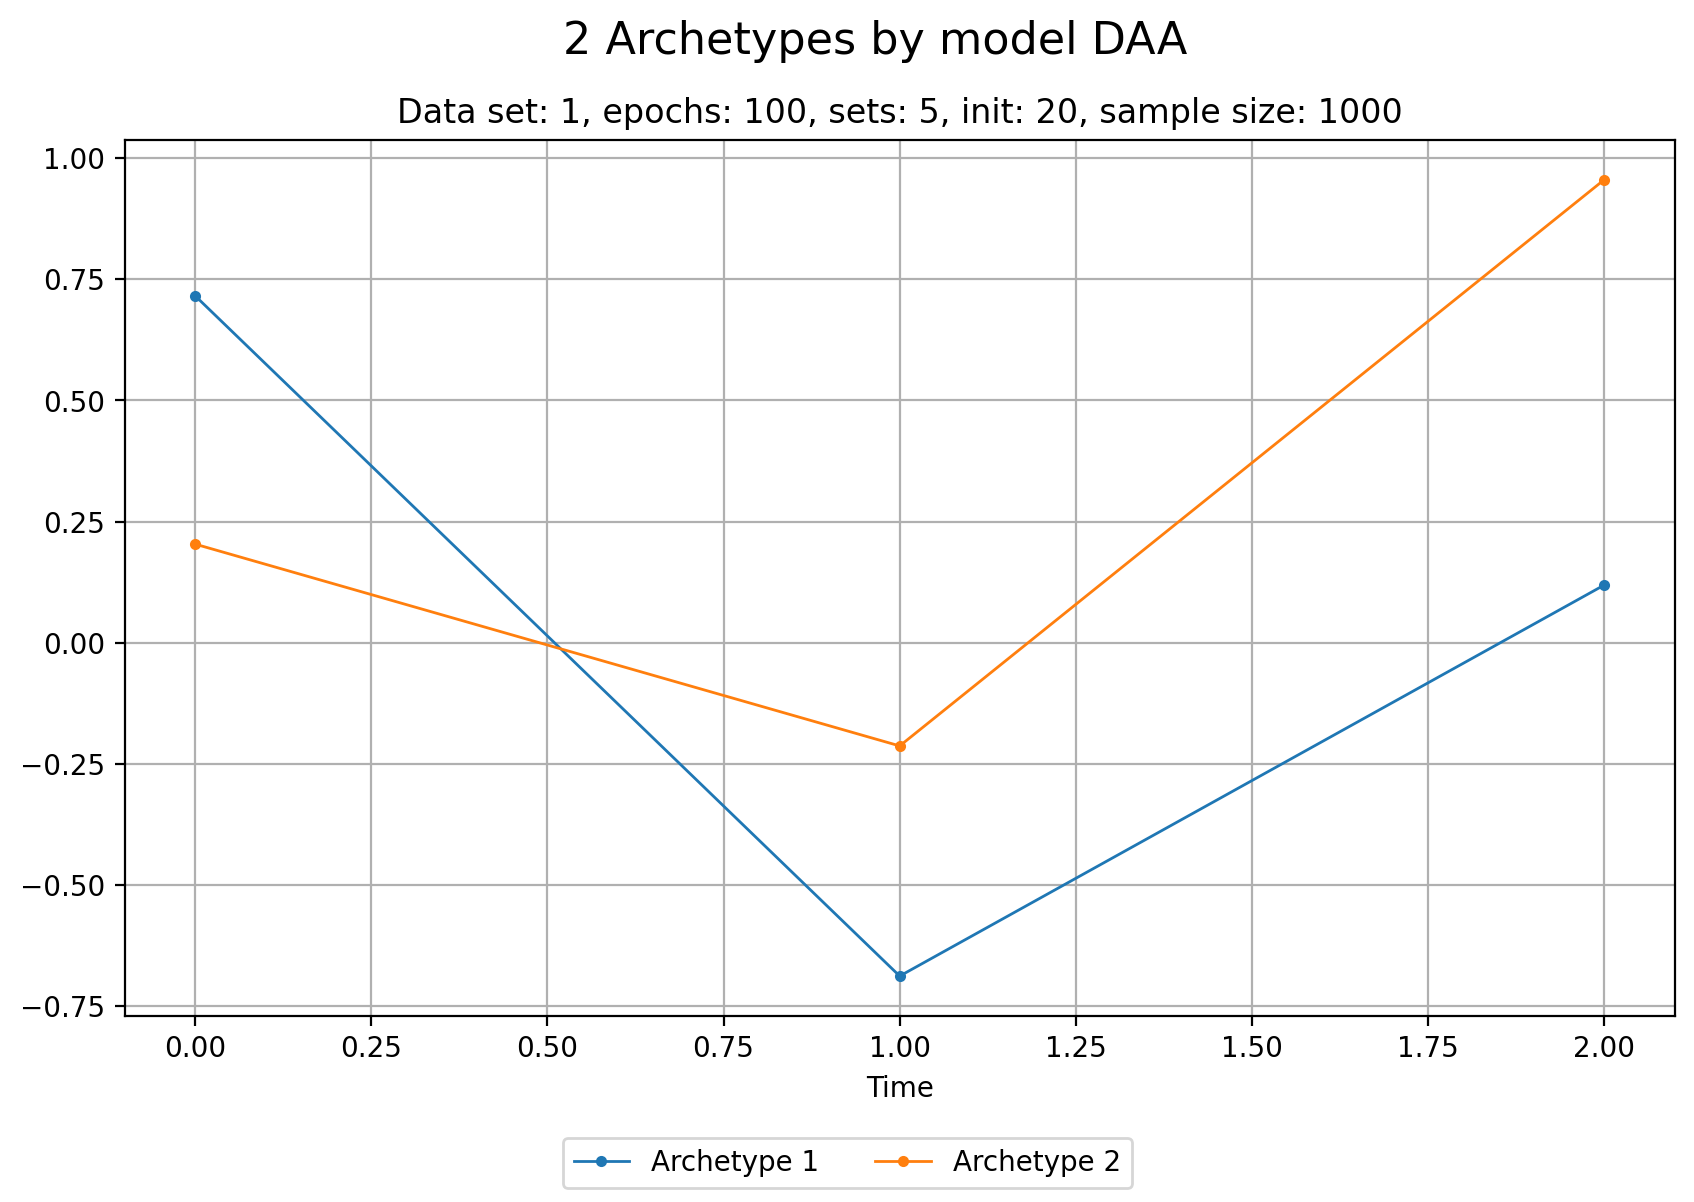 2 Archetypes by model DAA
Data set: 1, epochs: 100, sets: 5, init: 20, sample size: 1000
1.00
0.75
0.50
0.25
0.00
−0.25
−0.50
−0.75
0.00 0.25 0.50 0.75 1.00 1.25 1.50 1.75 2.00
Time
Archetype 1 Archetype 2